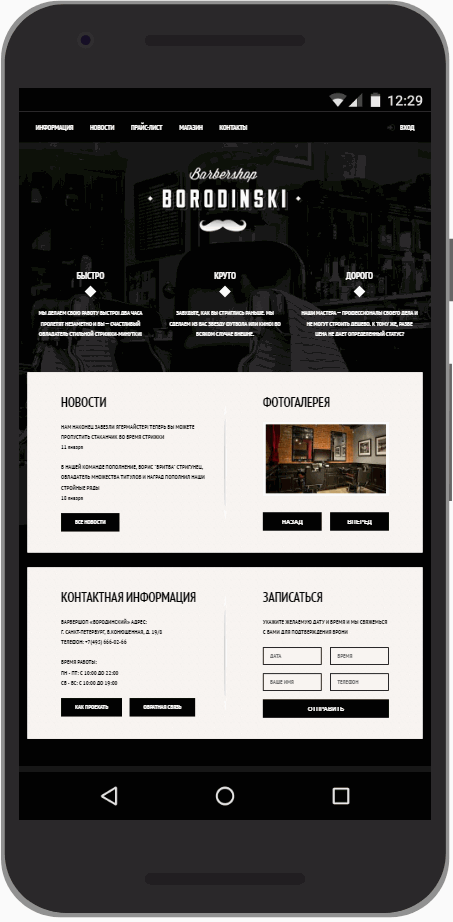 12:29
ИНФОРМАЦИЯ НОВОСТИ ПРАЙС-ЛИСТ МАГАЗИН КОНТАКТЫ ВХОД
Barbershop
BORODINSKI
БЫСТРО
МЫ ДЕЛАЕМ СВОЮ РАБОТУ БЫСТРО! ДВА ЧАСА
ПРОЛЕТЯТ НЕЗАМЕТНО И ВЫ — СЧАСТЛИВЫЙ
ОБЛАДАТЕЛЬ СТИЛЬНОЙ СТРИЖКИ-МИНУТКИ
КРУТО
ЗАБУДЬТЕ, КАК ВЫ СТРИГЛИСЬ РАНЬШЕ. МЫ
СДЕЛАЕМ ИЗ ВАС ЗВЕЗДУ ФУТБОЛА ИЛИ КИНО! ВО
ВСЯКОМ СЛУЧАЕ ВНЕШНЕ.
ДОРОГО
НАШИ МАСТЕРА — ПРОФЕССИОНАЛЫ СВОЕГО ДЕЛА И
НЕ МОГУТ СТОИТЬ ДЕШЕВО. К ТОМУ ЖЕ, РАЗВЕ
ЦЕНА НЕ ДАЕТ ОПРЕДЕЛЕННЫЙ СТАТУС?
НОВОСТИ
НАМ НАКОНЕЦ ЗАВЕЗЛИ ЯГЕРМАЙСТЕР! ТЕПЕРЬ ВЫ МОЖЕТЕ
ПРОПУСТИТЬ СТАКАНЧИК ВО ВРЕМЯ СТРИЖКИ
11 января
В НАШЕЙ КОМАНДЕ ПОПОЛНЕНИЕ, БОРИС "БРИТВА" СТРИГУНЕЦ,
ОБЛАДАТЕЛЬ МНОЖЕСТВА ТИТУЛОВ И НАГРАД ПОПОЛНИЛ НАШИ
СТРОЙНЫЕ РЯДЫ
18 января
ВСЕ НОВОСТИ
ФОТОГАЛЕРЕЯ
НАЗАД ВПЕРЕД
КОНТАКТНАЯ ИНФОРМАЦИЯ
БАРБЕРШОП «БОРОДИНСКИЙ» АДРЕС:
Г. САНКТ-ПЕТЕРБУРГ, Б.КОНЮШЕННАЯ, Д. 19/8
ТЕЛЕФОН: +7(495) 666-02-66
ВРЕМЯ РАБОТЫ:
ПН - ПТ: С 10:00 ДО 22:00
СБ - ВС: С 10:00 ДО 19:00
КАК ПРОЕХАТЬ ОБРАТНАЯ СВЯЗЬ
ЗАПИСАТЬСЯ
УКАЖИТЕ ЖЕЛАЕМУЮ ДАТУ И ВРЕМЯ И МЫ СВЯЖЕМСЯ
С ВАМИ ДЛЯ ПОДТВЕРЖДЕНИЯ БРОНИ
ДАТА ВРЕМЯ
ВАШЕ ИМЯ ТЕЛЕФОН
ОТПРАВИТЬ